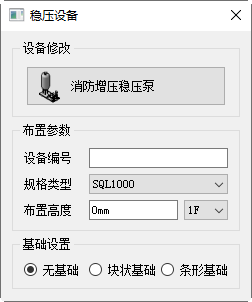 稳压设备
设备修改
消防增压稳压泵
布置参数
设备编号
规格类型 SQL1000
布置高度 0mm 1F
基础设置
无基础 块状基础 条形基础